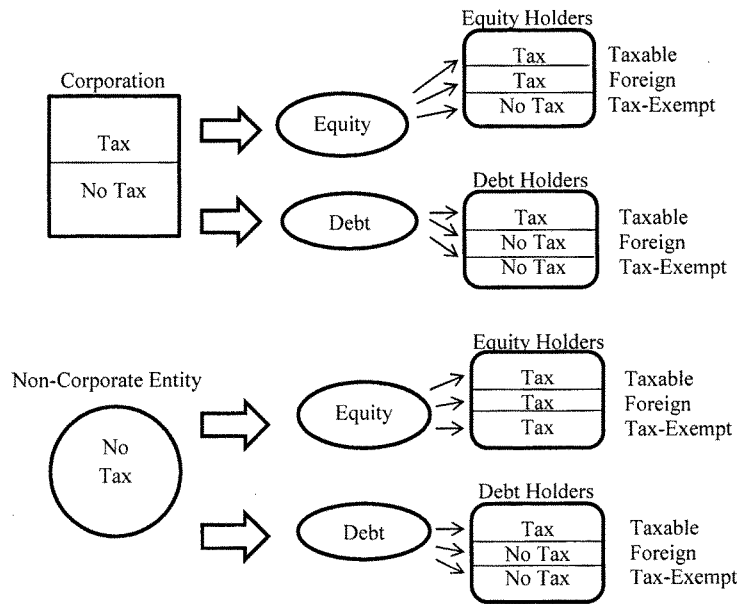 Equity Holders
Corporation
Tax Taxable
Tax Foreign
No Tax Tax-Exempt
Equity
Tax
No Tax
Debt Holders
Debt
Tax Taxable
No Tax Foreign
No Tax Tax-Exempt
Equity Holders
Non-Corporate Entity
Tax Taxable
Tax Foreign
Tax Tax-Exempt
Equity
No
Tax
Debt Holders
Debt
Tax Taxable
No Tax Foreign
No Tax Tax-Exempt